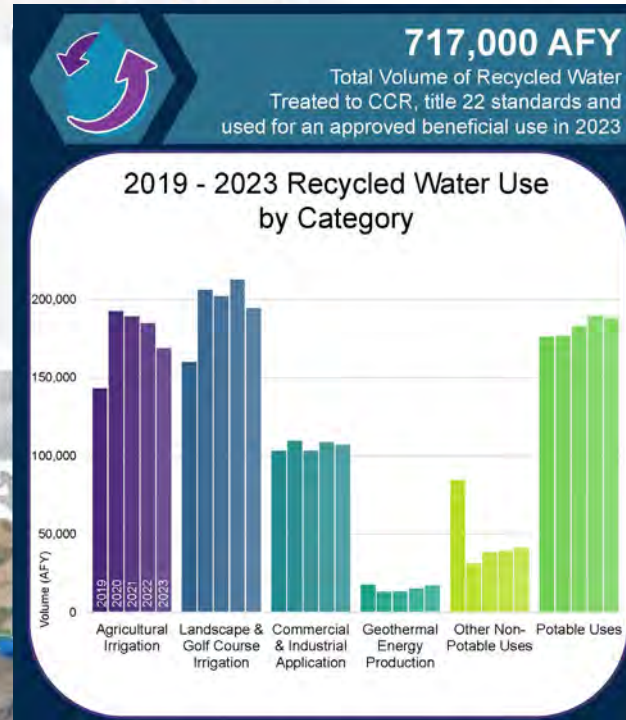 717,000 AFY
Total Volume of Recycled Water
Treated to CCR, title 22 standards and
used for an approved beneficial use in 2023
2019 - 2023 Recycled Water Use
by Category
200,000
150,000
100,000
50,000
0
Volume (AFY)
2019
2020
2021
2022
2023
Agricultural
Irrigation
Landscape &
Golf Course
Irrigation
Commercial
& Industrial
Application
Geothermal
Energy
Production
Other Non-
Potable Uses
Potable Uses